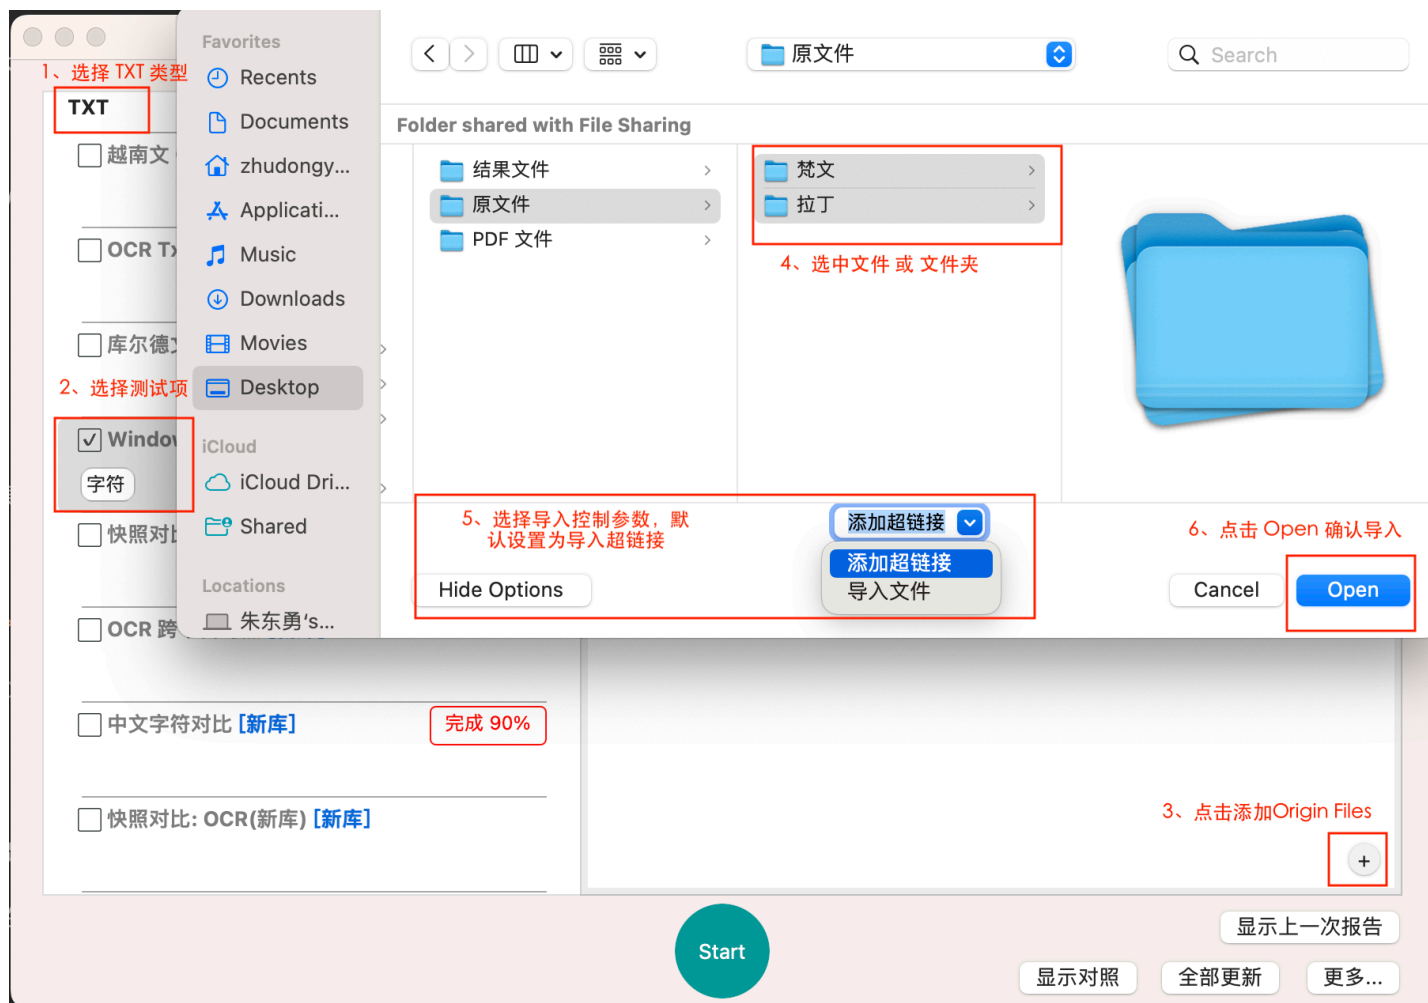 Favorites
Recents
Documents
zhudongy...
Applicati...
Music
Downloads
Movies
Desktop
iCloud
iCloud Dri...
Shared
Locations
朱东勇's...
原文件
Search
Folder shared with File Sharing
结果文件
原文件
PDF 文件
梵文
拉丁
4、选中文件 或 文件夹
5、选择导入控制参数，默
认设置为导入超链接
添加超链接
添加超链接
导入文件
Hide Options
6、点击 Open 确认导入
Cancel
Open
1、选择 TXT 类型
TXT
越南文
OCR Tx
库尔德
2、选择测试项
Window
字符
快照对
OCR 跨
中文字符对比 [新库]
完成 90%
快照对比: OCR(新库) [新库]
3、点击添加Origin Files
+
Start
显示上一次报告
显示对照
全部更新
更多...